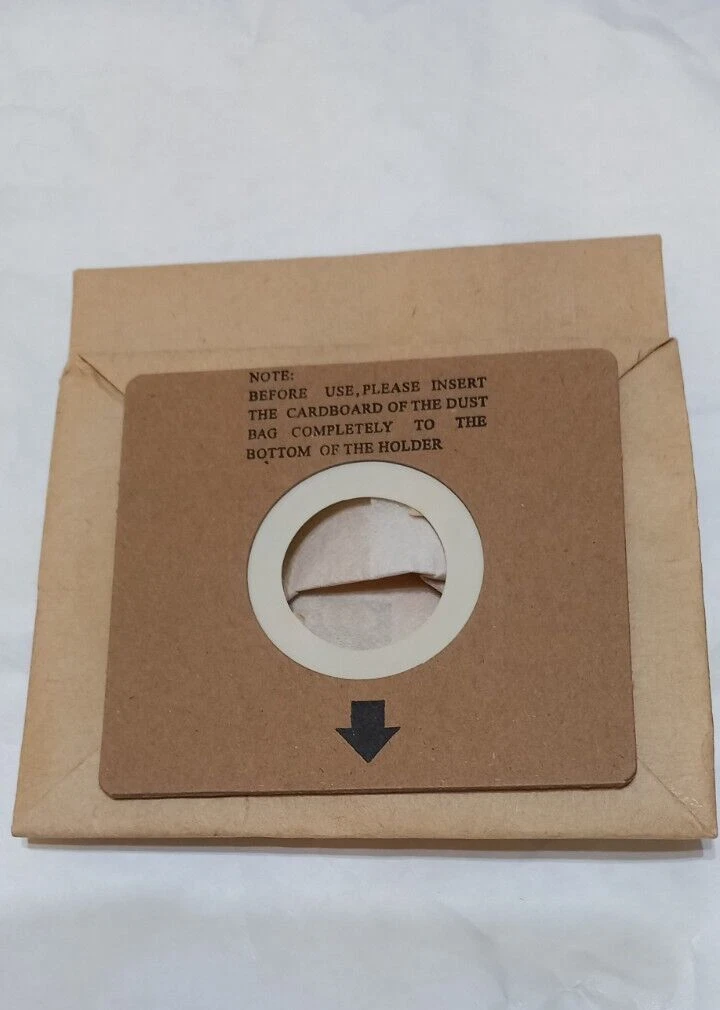 NOTE:
BEFORE USE,PLEASE INSERT
THE CARDBOARD OF THE DUST
BAG COMPLETELY TO THE
BOTTOM OF THE HOLDER